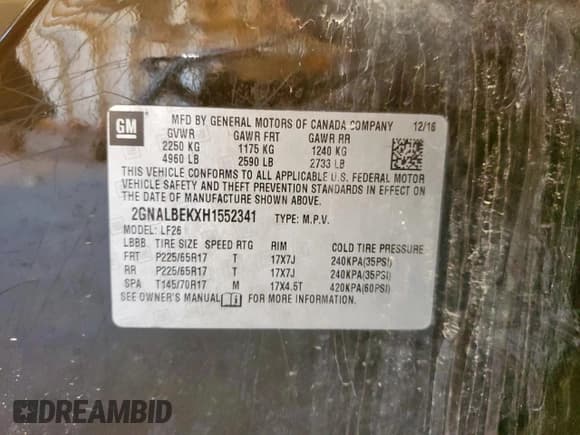 GM
MFD BY GENERAL MOTORS OF CANADA COMPANY 12/16
GVWR GAWR FRT GAWR RR
2250 KG 1175 KG 1240 KG
4960 LB 2590 LB 2733 LB
THIS VEHICLE CONFORMS TO ALL APPLICABLE U.S. FEDERAL MOTOR
VEHICLE SAFETY AND THEFT PREVENTION STANDARDS IN EFFECT ON
THE DATE OF MANUFACTURE SHOWN ABOVE.
2GNALBEKXH1552341 TYPE: M.P.V.
MODEL: LF26
LBBB. TIRE SIZE SPEED RTG RIM COLD TIRE PRESSURE
FRT P225/65R17 T 17X7J 240KPA(35PSI)
RR P225/65R17 T 17X7J 240KPA(35PSI)
SPA T145/70R17 M 17X4.5T 420KPA(60PSI)
SEE OWNER'S MANUAL FOR MORE INFORMATION.
DREAMBID